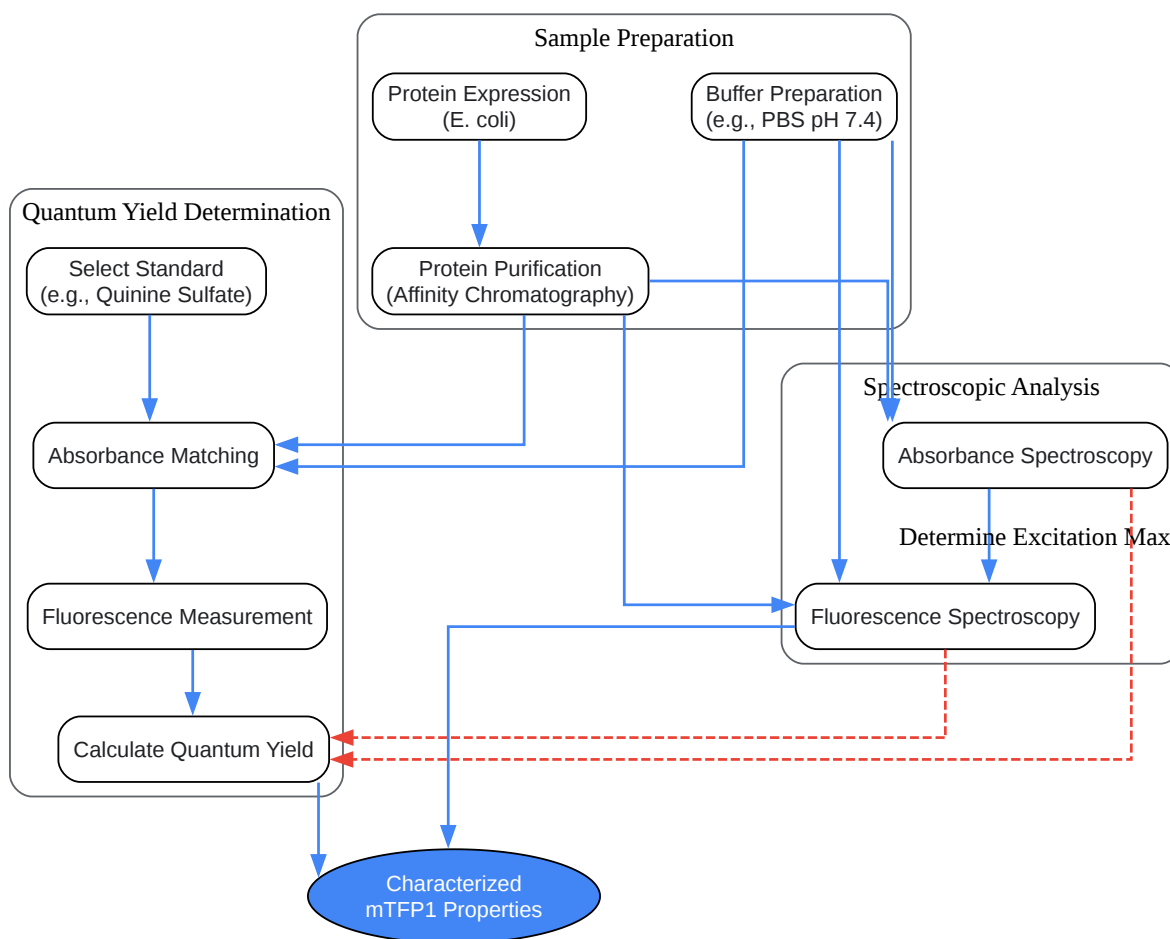 Sample Preparation
Protein Expression
(E. coli)
Buffer Preparation
(e.g., PBS pH 7.4)
Quantum Yield Determination
Select Standard
(e.g., Quinine Sulfate)
Protein Purification
(Affinity Chromatography)
Spectroscopic Analysis
Absorbance Matching
Absorbance Spectroscopy
Determine Excitation Max
Fluorescence Measurement
Fluorescence Spectroscopy
Calculate Quantum Yield
Characterized
mTFP1 Properties